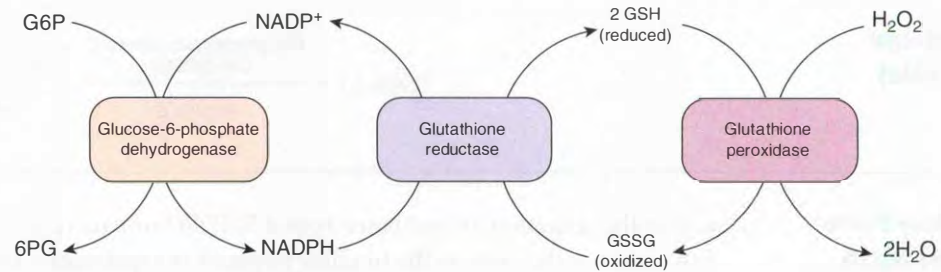 G6P
NADP⁺
2 GSH
(reduced)
H₂O₂
Glucose-6-phosphate
dehydrogenase
Glutathione
reductase
Glutathione
peroxidase
6PG
NADPH
GSSG
(oxidized)
2H₂O